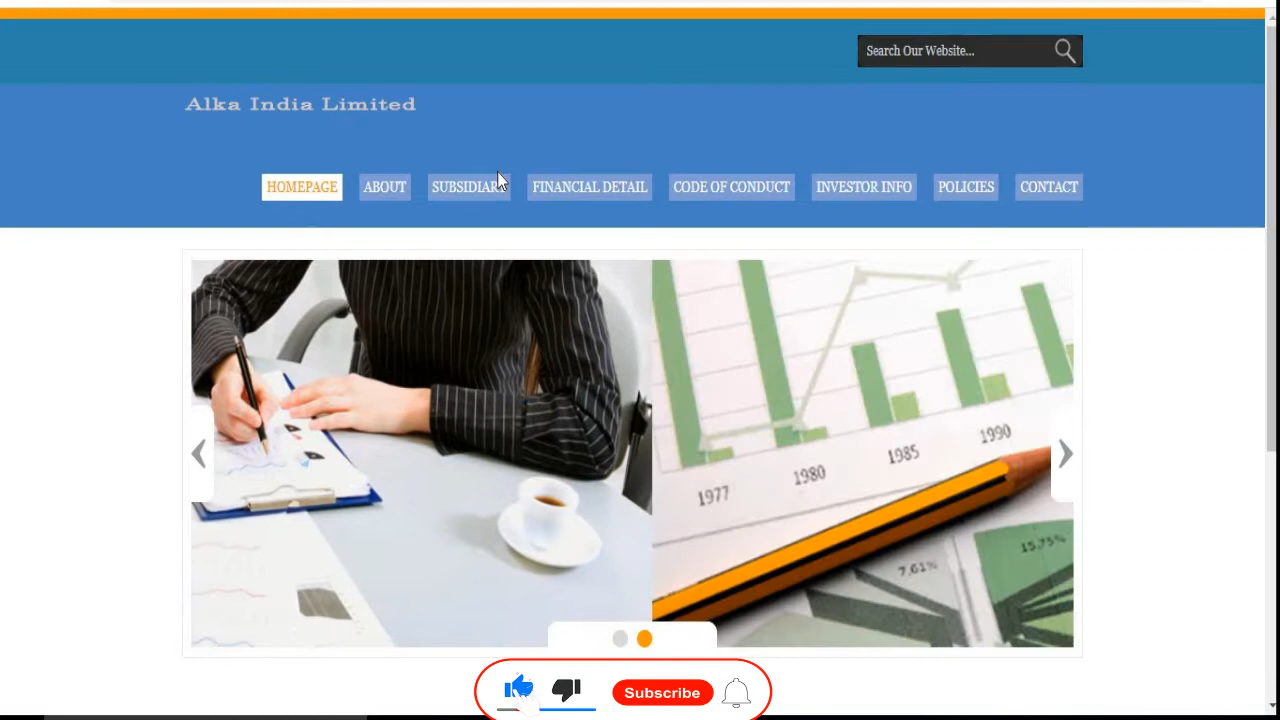 Search Our Website...
Alka India Limited
HOMEPAGE ABOUT SUBSIDIARY FINANCIAL DETAIL CODE OF CONDUCT INVESTOR INFO POLICIES CONTACT
1977 1980 1985 1990
7,61% 15,75%
Subscribe